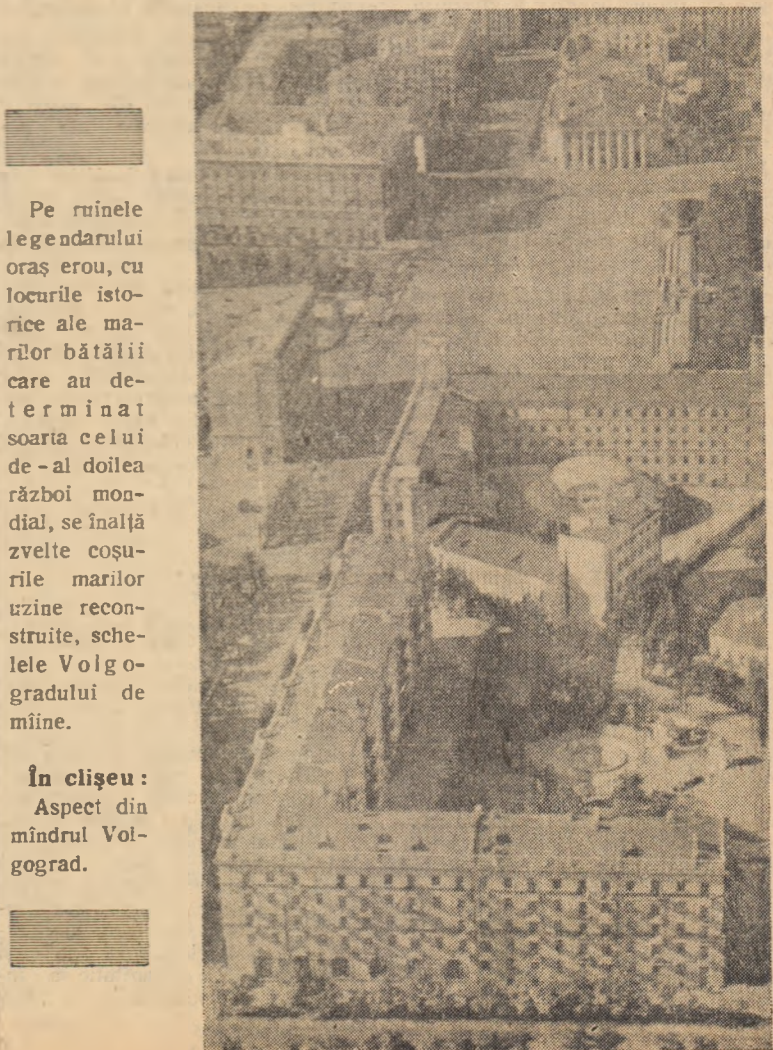 Pe ruinele
legendarului
oraş erou, cu
locurile isto-
rice ale ma-
rilor bătălii
care au de-
terminat
soarta celui
de-al doilea
război mon-
dial, se înalţă
zvelte coşu-
rile marilor
uzine recon-
struite, sche-
lele Volgo-
gradului de
mîine.
În clişeu:
Aspect din
mîndrul Vol-
gograd.